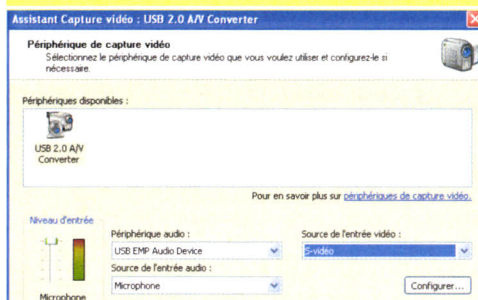 Assistant Capture vidéo : USB 2.0 A/V Converter
Périphérique de capture vidéo
Sélectionnez le périphérique de capture vidéo que vous voulez utiliser et configurez-le si
nécessaire.
Périphériques disponibles :
USB 2.0 A/V
Converter
Pour en savoir plus sur périphériques de capture vidéo.
Niveau d'entrée
Périphérique audio :
Source de l'entrée vidéo :
USB EMP Audio Device
S-vidéo
Source de l'entrée audio :
Microphone
Configurer...
Microphone